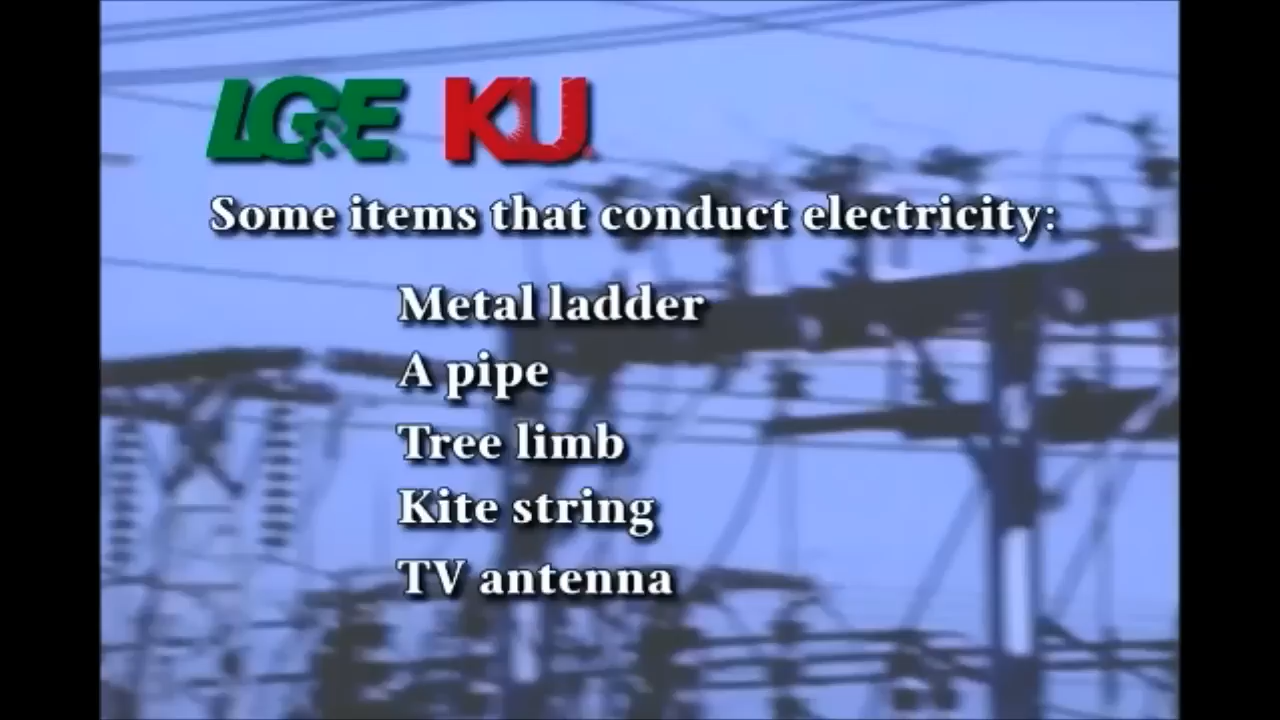 LG&E KU
Some items that conduct electricity:
Metal ladder
A pipe
Tree limb
Kite string
TV antenna